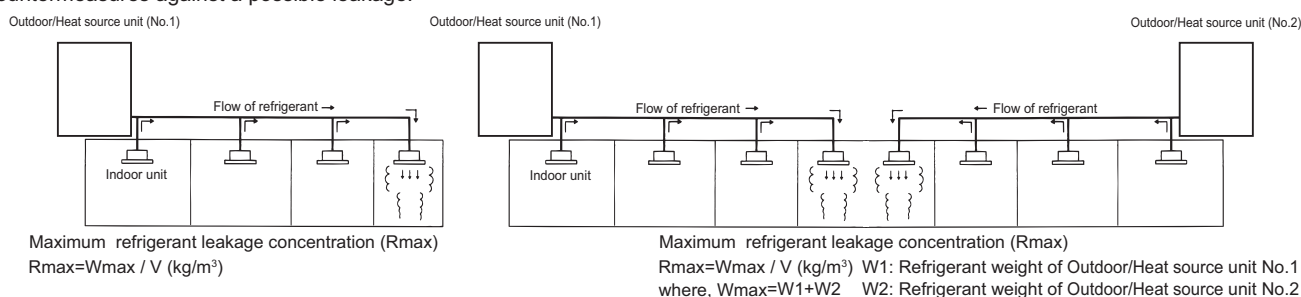 countermeasures against a possible leakage.
Outdoor/Heat source unit (No.1)
Flow of refrigerant →
Indoor unit
Maximum refrigerant leakage concentration (Rmax)
Rmax=Wmax / V (kg/m³)
Outdoor/Heat source unit (No.1)
Outdoor/Heat source unit (No.2)
Flow of refrigerant →
← Flow of refrigerant
Indoor unit
Maximum refrigerant leakage concentration (Rmax)
Rmax=Wmax / V (kg/m³) W1: Refrigerant weight of Outdoor/Heat source unit No.1
where, Wmax=W1+W2 W2: Refrigerant weight of Outdoor/Heat source unit No.2